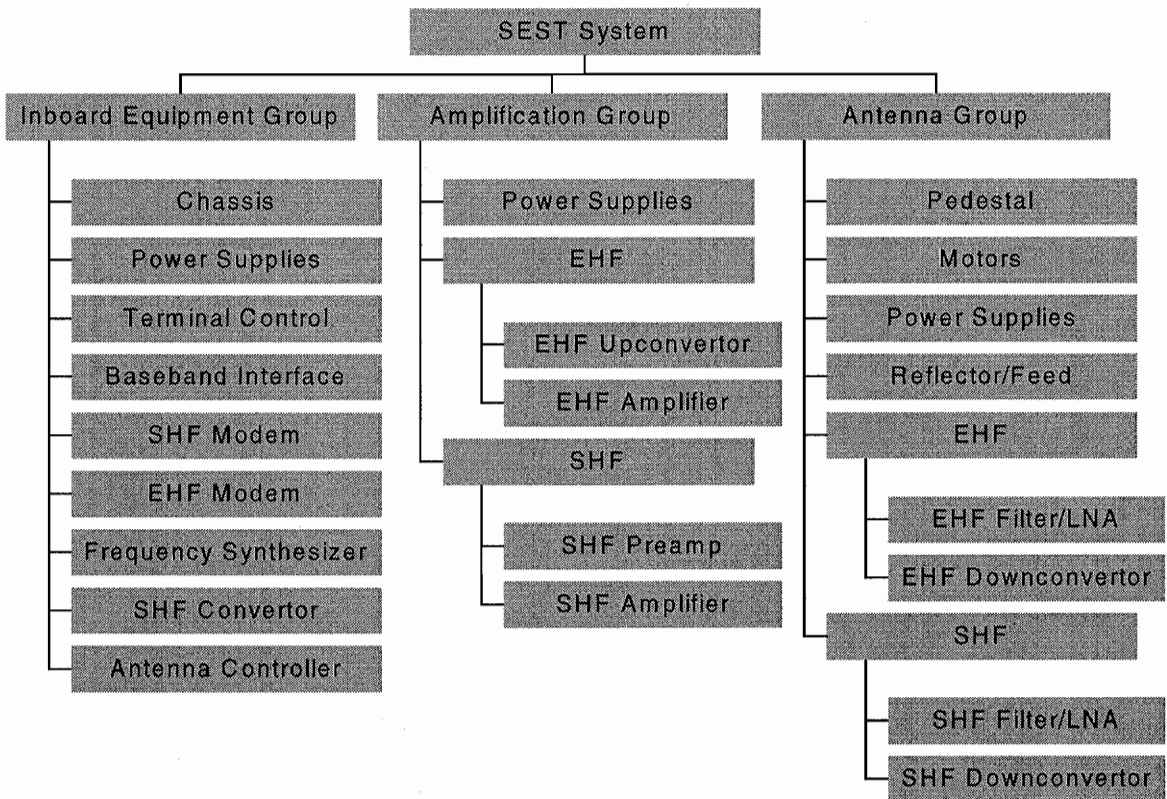 SEST System
Inboard Equipment Group
Chassis
Power Supplies
Terminal Control
Baseband Interface
SHF Modem
EHF Modem
Frequency Synthesizer
SHF Convertor
Antenna Controller
Amplification Group
Power Supplies
EHF
EHF Upconvertor
EHF Amplifier
SHF
SHF Preamp
SHF Amplifier
Antenna Group
Pedestal
Motors
Power Supplies
Reflector/Feed
EHF
EHF Filter/LNA
EHF Downconvertor
SHF
SHF Filter/LNA
SHF Downconvertor